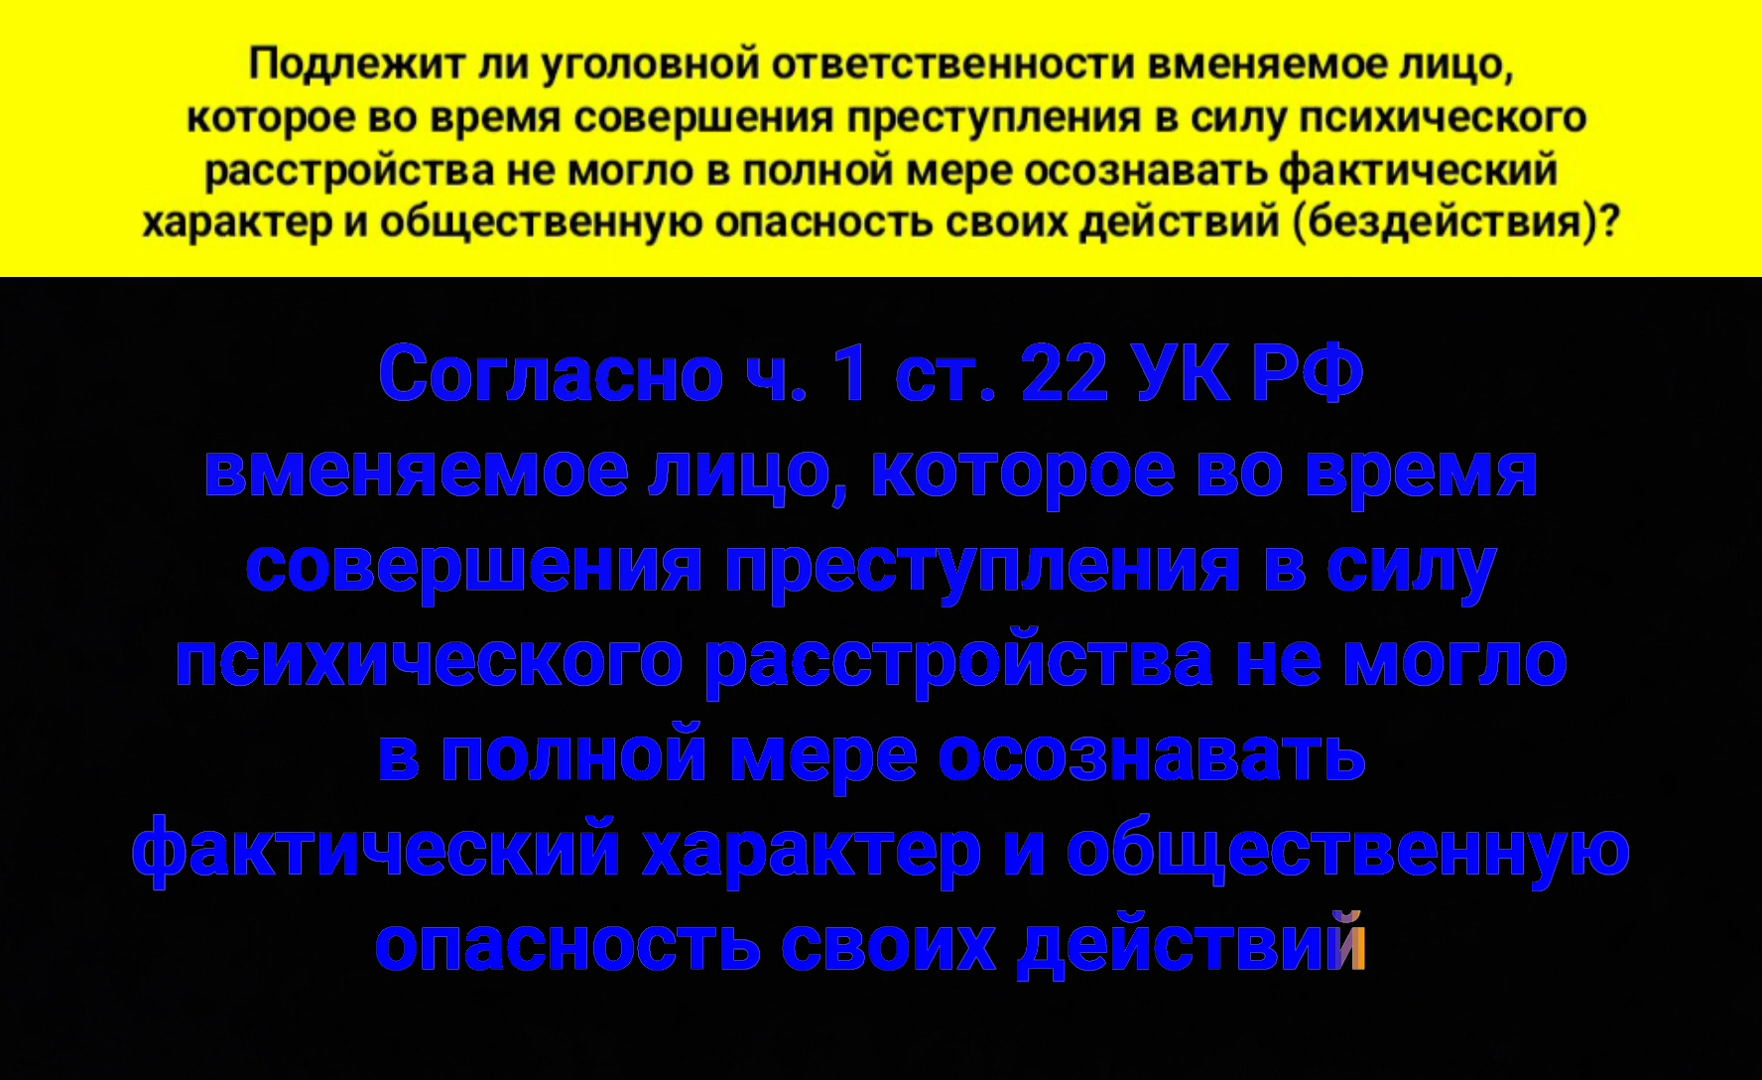 Подлежит ли уголовной ответственности вменяемое лицо,
которое во время совершения преступления в силу психического
расстройства не могло в полной мере осознавать фактический
характер и общественную опасность своих действий (бездействия)?
Согласно ч. 1 ст. 22 УК РФ
вменяемое лицо, которое во время
совершения преступления в силу
психического расстройства не могло
в полной мере осознавать
фактический характер и общественную
опасность своих действий